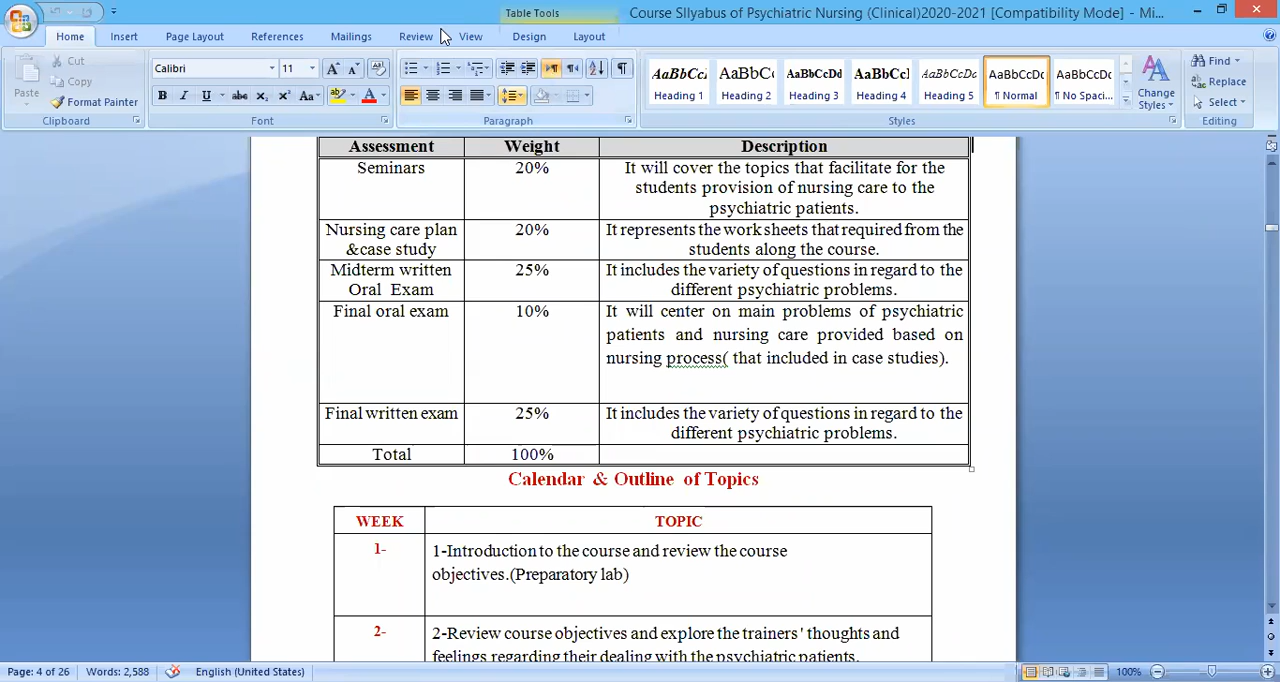 Table Tools
Course SIlyabus of Psychiatric Nursing (Clinical)2020-2021 [Compatibility Mode] - Mi...
Home Insert Page Layout References Mailings Review View Design Layout
Paste
Cut
Copy
Format Painter
Clipboard
Calibri 11
Font
Paragraph
AaBbCcI AaBbC AaBbCcDd AaBbCc AaBbCcDd AaBbCcDc AaBbCcDc
Heading 1 Heading 2 Heading 3 Heading 4 Heading 5 ¶ Normal ¶ No Spaci...
Change
Styles
Styles
Find
Replace
Select
Editing
Assessment Weight Description
Seminars 20% It will cover the topics that facilitate for the
students provision of nursing care to the
psychiatric patients.
Nursing care plan 20% It represents the work sheets that required from the
&case study students along the course.
Midterm written 25% It includes the variety of questions in regard to the
Oral Exam different psychiatric problems.
Final oral exam 10% It will center on main problems of psychiatric
patients and nursing care provided based on
nursing process( that included in case studies).
Final written exam 25% It includes the variety of questions in regard to the
different psychiatric problems.
Total 100%
Calendar & Outline of Topics
WEEK TOPIC
1- 1-Introduction to the course and review the course
objectives.(Preparatory lab)
2- 2-Review course objectives and explore the trainers ' thoughts and
feelings regarding their dealing with the psychiatric patients.
Page: 4 of 26 Words: 2,588 English (United States) 100%